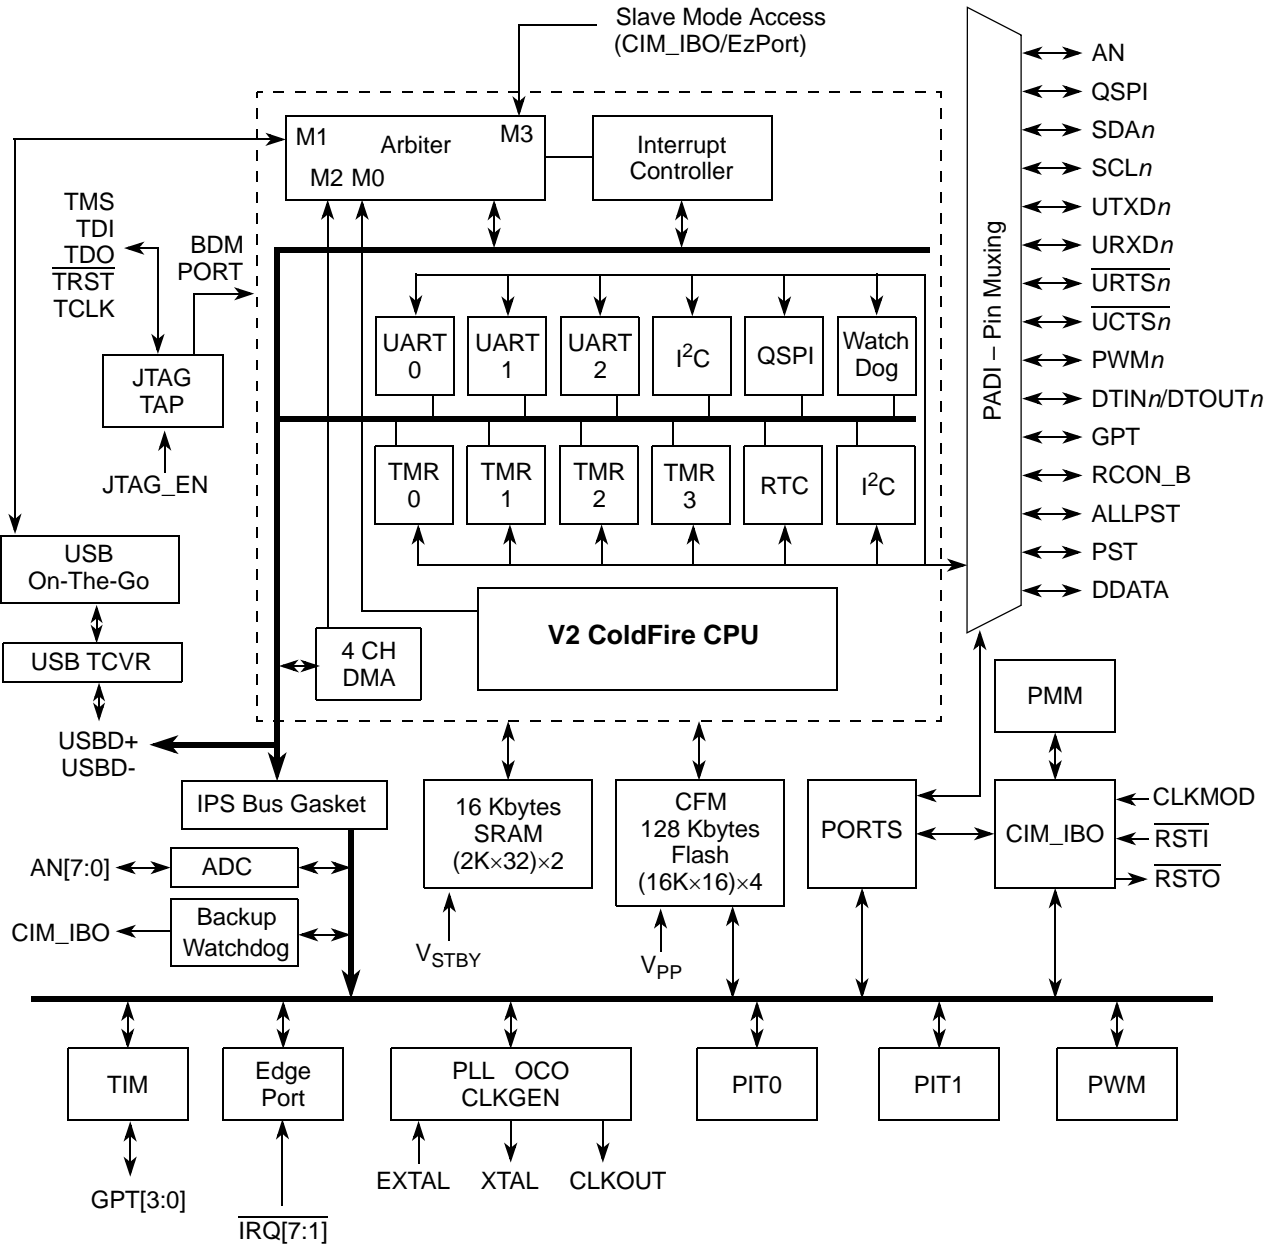 Slave Mode Access
(CIM_IBO/EzPort)
M1
Arbiter
M3
M2 M0
Interrupt
Controller
TMS
TDI
TDO
TRST
TCLK
BDM
PORT
JTAG
TAP
JTAG_EN
UART
0
UART
1
UART
2
I²C
QSPI
Watch
Dog
TMR
0
TMR
1
TMR
2
TMR
3
RTC
I²C
V2 ColdFire CPU
4 CH
DMA
USB
On-The-Go
USB TCVR
USBD+
USBD-
PADI – Pin Muxing
AN
QSPI
SDAn
SCLn
UTXDn
URXDn
URTSn
UCTSn
PWMn
DTINn/DTOUTn
GPT
RCON_B
ALLPST
PST
DDATA
PMM
IPS Bus Gasket
16 Kbytes
SRAM
(2K×32)×2
CFM
128 Kbytes
Flash
(16K×16)×4
PORTS
CIM_IBO
CLKMOD
RSTI
RSTO
AN[7:0]
ADC
CIM_IBO
Backup
Watchdog
VSTBY
VPP
TIM
Edge
Port
PLL OCO
CLKGEN
PIT0
PIT1
PWM
EXTAL
XTAL
CLKOUT
GPT[3:0]
IRQ[7:1]